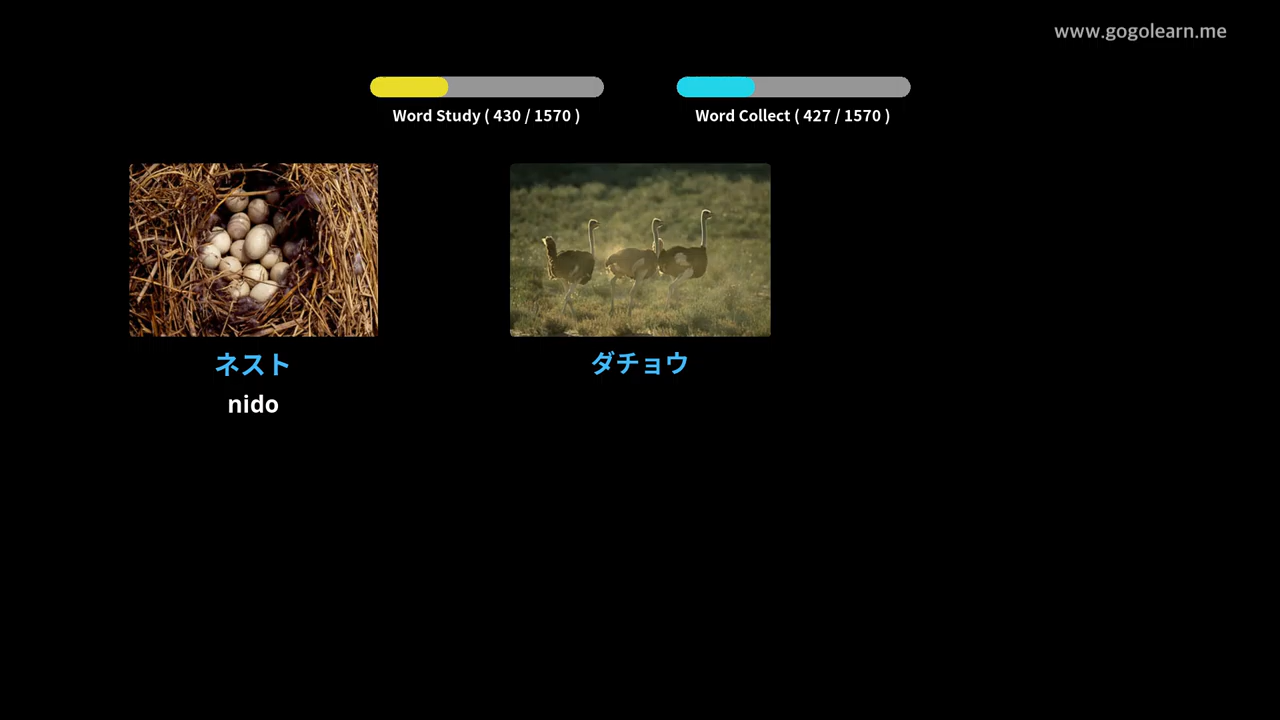 www.gogolearn.me
Word Study ( 430 / 1570 )
Word Collect ( 427 / 1570 )
ネスト
ダチョウ
nido